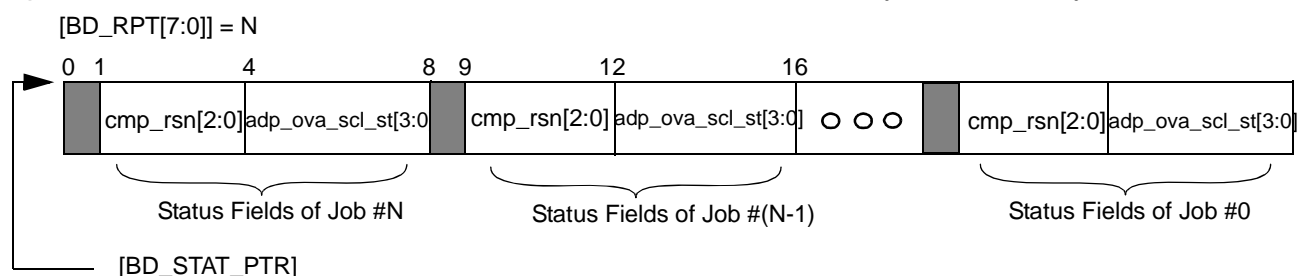 [BD_RPT[7:0]] = N
0 1 4 8 9 12 16
cmp_rsn[2:0] adp_ova_scl_st[3:0 cmp_rsn[2:0] adp_ova_scl_st[3:0] cmp_rsn[2:0] adp_ova_scl_st[3:0]
Status Fields of Job #N Status Fields of Job #(N-1) Status Fields of Job #0
[BD_STAT_PTR]